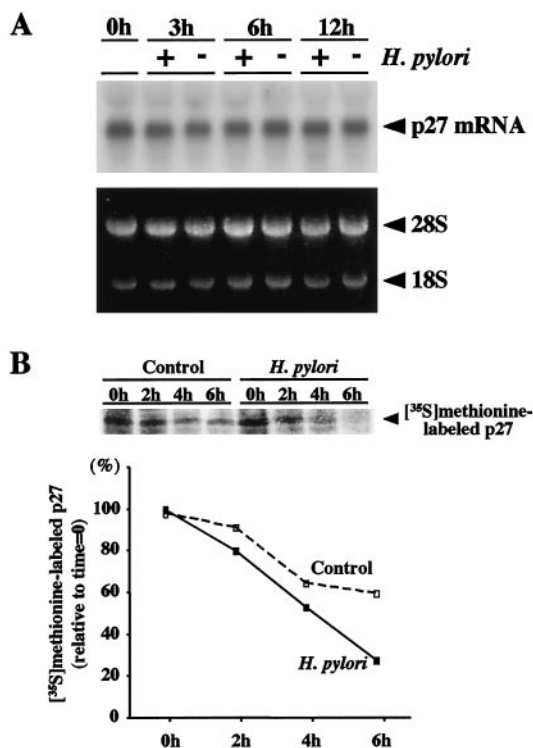 A
0h 3h 6h 12h
+ - + - + - H. pylori
p27 mRNA
28S
18S
B
Control H. pylori
0h 2h 4h 6h 0h 2h 4h 6h
[³⁵S]methionine-
labeled p27
(%)
100
80
60
40
20
0
[³⁵S]methionine-labeled p27
(relative to time=0)
Control
H. pylori
0h 2h 4h 6h